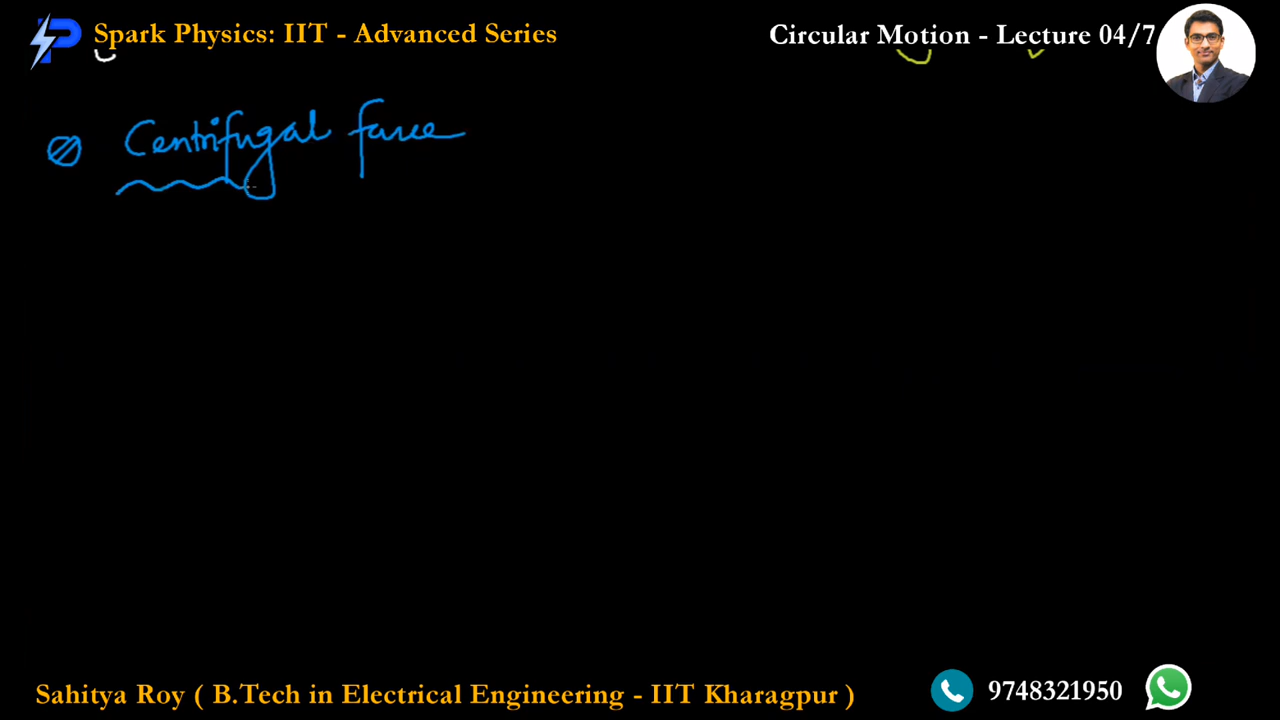 Spark Physics: IIT - Advanced Series
Circular Motion - Lecture 04/7
Centrifugal force
Sahitya Roy ( B.Tech in Electrical Engineering - IIT Kharagpur )
9748321950